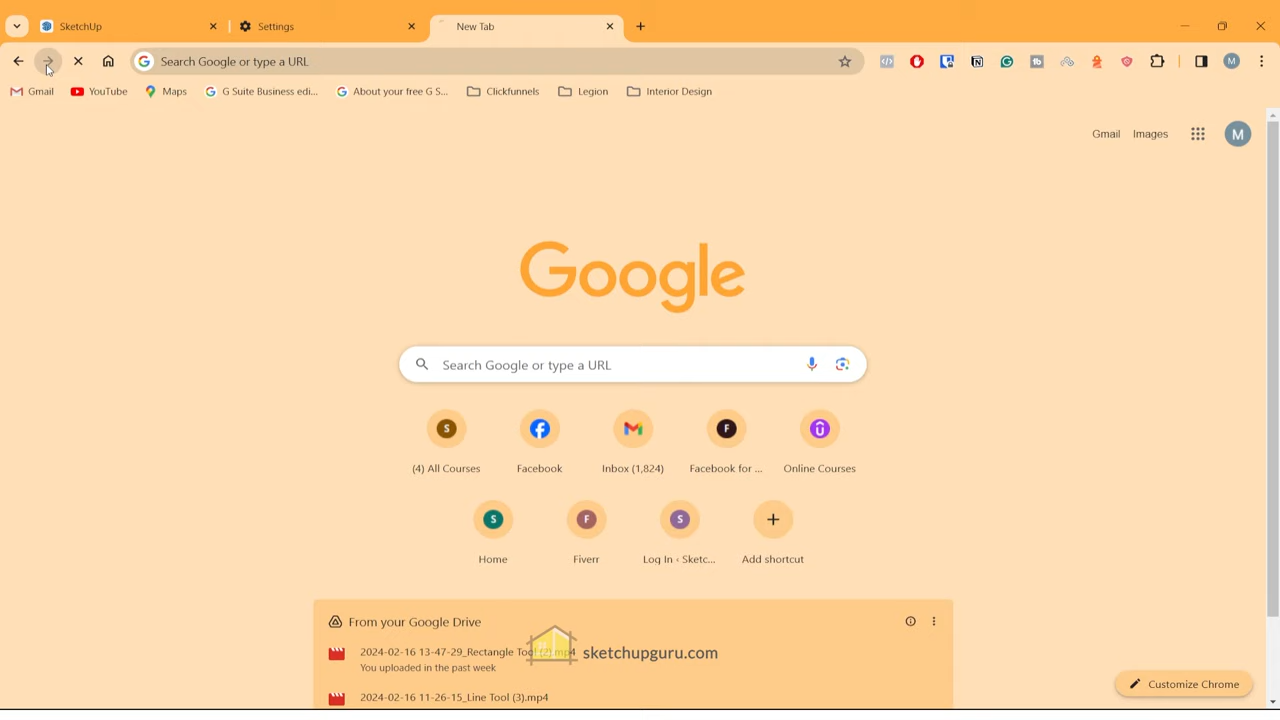 SketchUp
Settings
New Tab
Search Google or type a URL
M
Gmail
YouTube
Maps
G Suite Business edi...
About your free G S...
Clickfunnels
Legion
Interior Design
Gmail
Images
M
Google
Search Google or type a URL
S
F
(4) All Courses
Facebook
Inbox (1,824)
Facebook for ...
Online Courses
S
F
S
Home
Fiverr
Log In ‹ Sketc...
Add shortcut
From your Google Drive
2024-02-16 13-47-29_Rectangle Tool (2).mp4
You uploaded in the past week
sketchupguru.com
2024-02-16 11-26-15_Line Tool (3).mp4
Customize Chrome